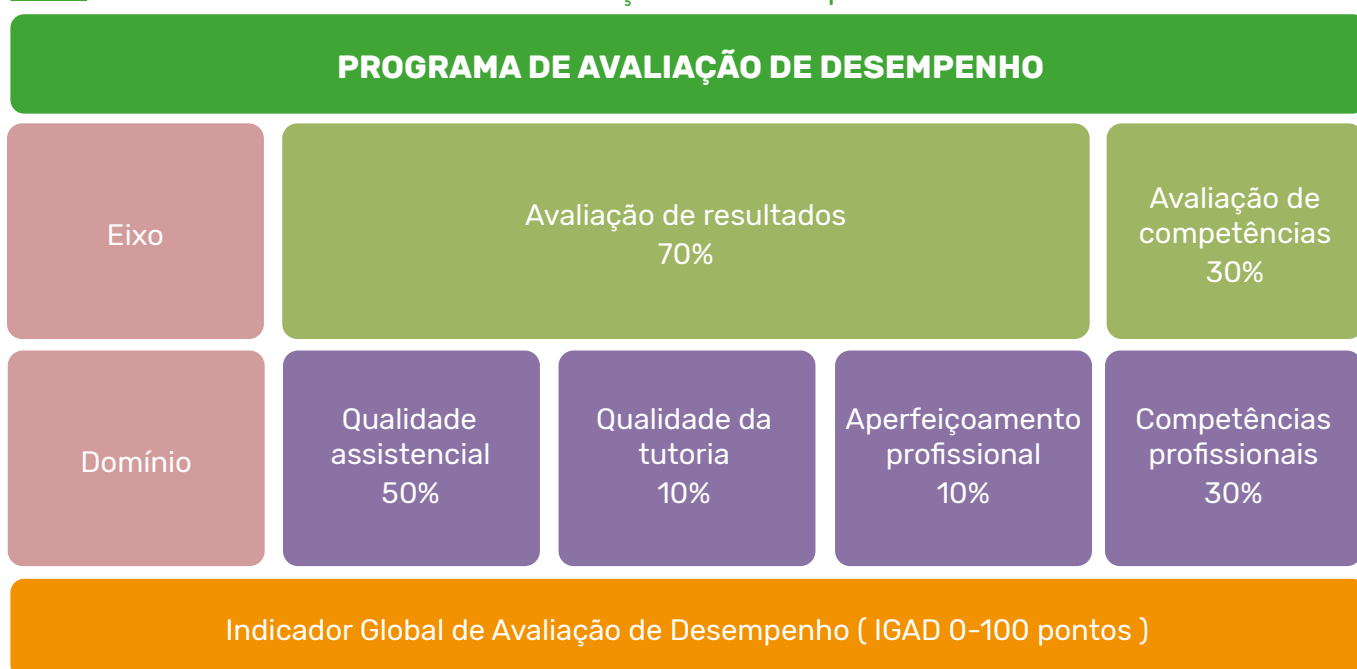 PROGRAMA DE AVALIAÇÃO DE DESEMPENHO
Eixo
Avaliação de resultados
70%
Avaliação de
competências
30%
Domínio
Qualidade
assistencial
50%
Qualidade da
tutoria
10%
Aperfeiçoamento
profissional
10%
Competências
profissionais
30%
Indicador Global de Avaliação de Desempenho ( IGAD 0-100 pontos )